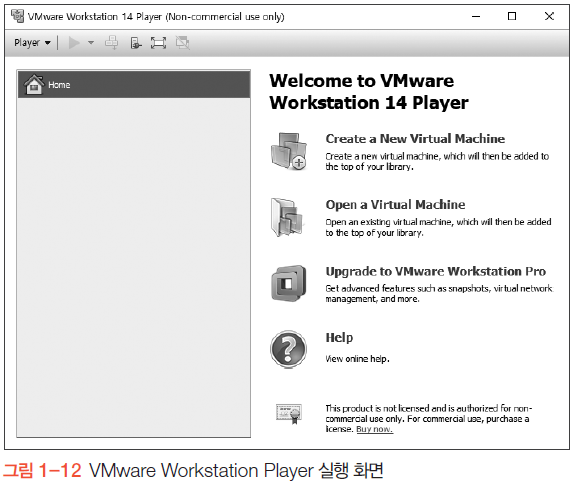 VMware Workstation 14 Player (Non-commercial use only)
Player
Home
Welcome to VMware
Workstation 14 Player
Create a New Virtual Machine
Create a new virtual machine, which will then be added to
the top of your library.
Open a Virtual Machine
Open an existing virtual machine, which will then be added
to the top of your library.
Upgrade to VMware Workstation Pro
Get advanced features such as snapshots, virtual network
management, and more.
Help
View online help.
This product is not licensed and is authorized for non-
commercial use only. For commercial use, purchase a
license. Buy now.
그림 1-12 VMware Workstation Player 실행 화면